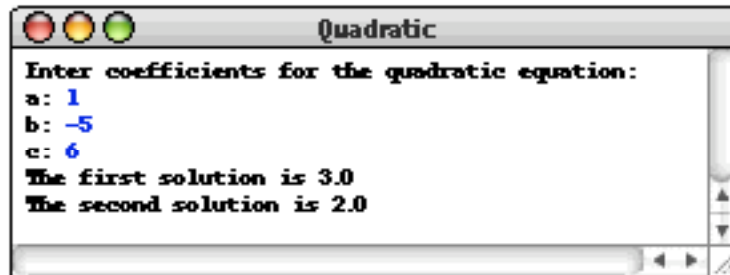 Quadratic
Enter coefficients for the quadratic equation:
a: 1
b: -5
c: 6
The first solution is 3.0
The second solution is 2.0